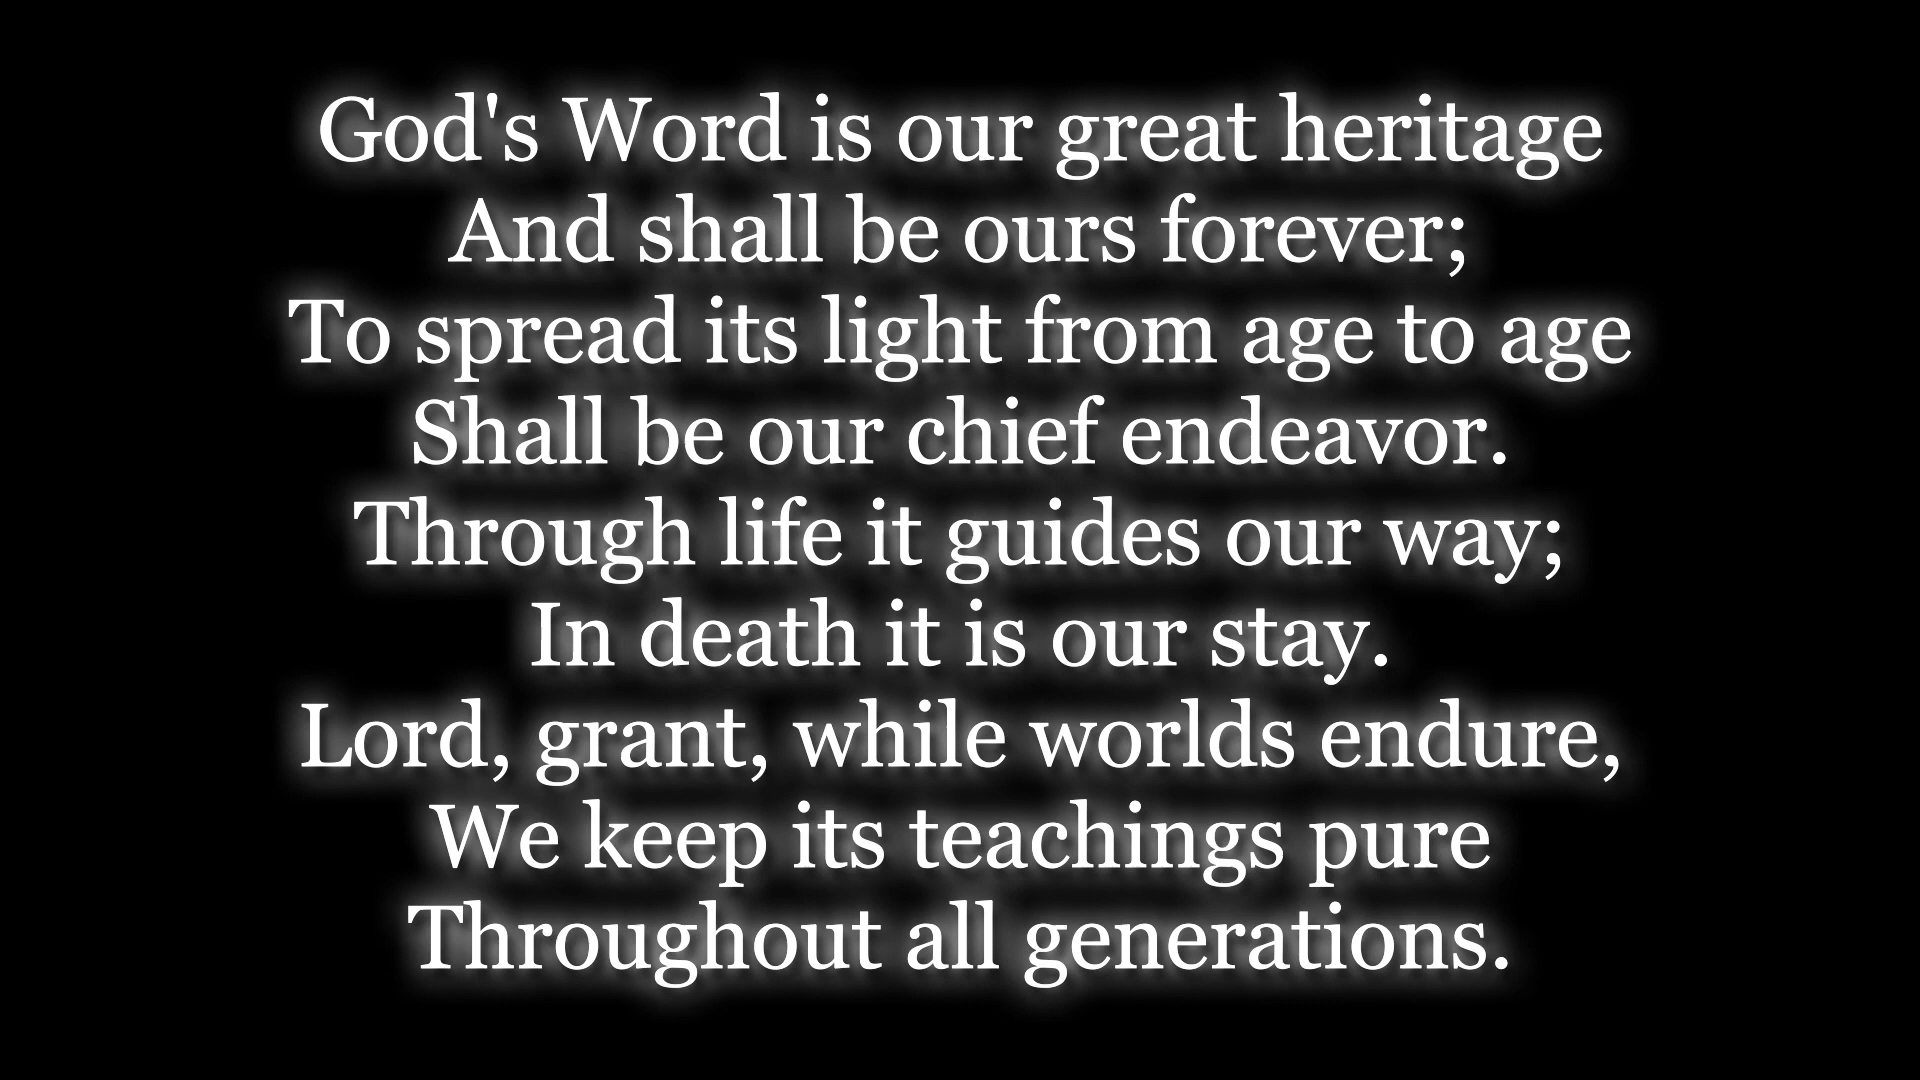 God's Word is our great heritage
And shall be ours forever;
To spread its light from age to age
Shall be our chief endeavor.
Through life it guides our way;
In death it is our stay.
Lord, grant, while worlds endure,
We keep its teachings pure
Throughout all generations.